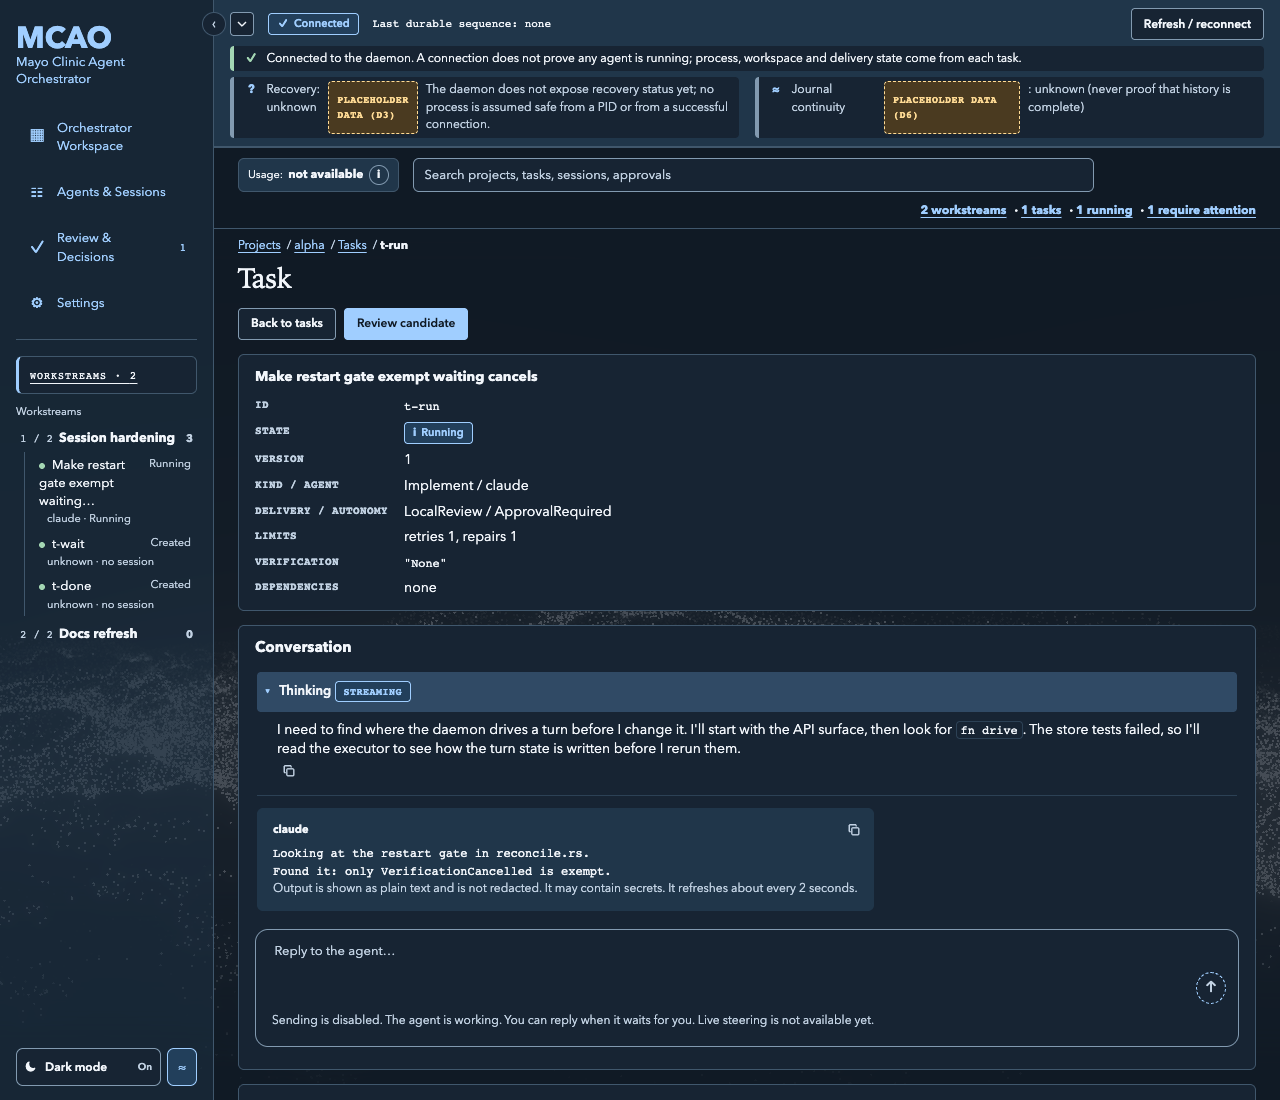 MCAO
Mayo Clinic Agent
Orchestrator
Orchestrator
Workspace
Agents & Sessions
Review &
Decisions
1
Settings
WORKSTREAMS · 2
Workstreams
1 / 2 Session hardening 3
Make restart
gate exempt
waiting…
Running
claude · Running
t-wait Created
unknown · no session
t-done Created
unknown · no session
2 / 2 Docs refresh 0
Dark mode On
≈
‹
✓ Connected
Last durable sequence: none
Refresh / reconnect
✓ Connected to the daemon. A connection does not prove any agent is running; process, workspace and delivery state come from each task.
? Recovery:
unknown
PLACEHOLDER
DATA (D3)
The daemon does not expose recovery status yet; no
process is assumed safe from a PID or from a successful
connection.
≈ Journal
continuity
PLACEHOLDER DATA
(D6)
: unknown (never proof that history is
complete)
Usage: not available i
Search projects, tasks, sessions, approvals
2 workstreams · 1 tasks · 1 running · 1 require attention
Projects / alpha / Tasks / t-run
Task
Back to tasks
Review candidate
Make restart gate exempt waiting cancels
ID t-run
STATE i Running
VERSION 1
KIND / AGENT Implement / claude
DELIVERY / AUTONOMY LocalReview / ApprovalRequired
LIMITS retries 1, repairs 1
VERIFICATION "None"
DEPENDENCIES none
Conversation
▾ Thinking STREAMING
I need to find where the daemon drives a turn before I change it. I'll start with the API surface, then look for fn drive. The store tests failed, so I'll
read the executor to see how the turn state is written before I rerun them.
claude
Looking at the restart gate in reconcile.rs.
Found it: only VerificationCancelled is exempt.
Output is shown as plain text and is not redacted. It may contain secrets. It refreshes about every 2 seconds.
Reply to the agent…
Sending is disabled. The agent is working. You can reply when it waits for you. Live steering is not available yet.